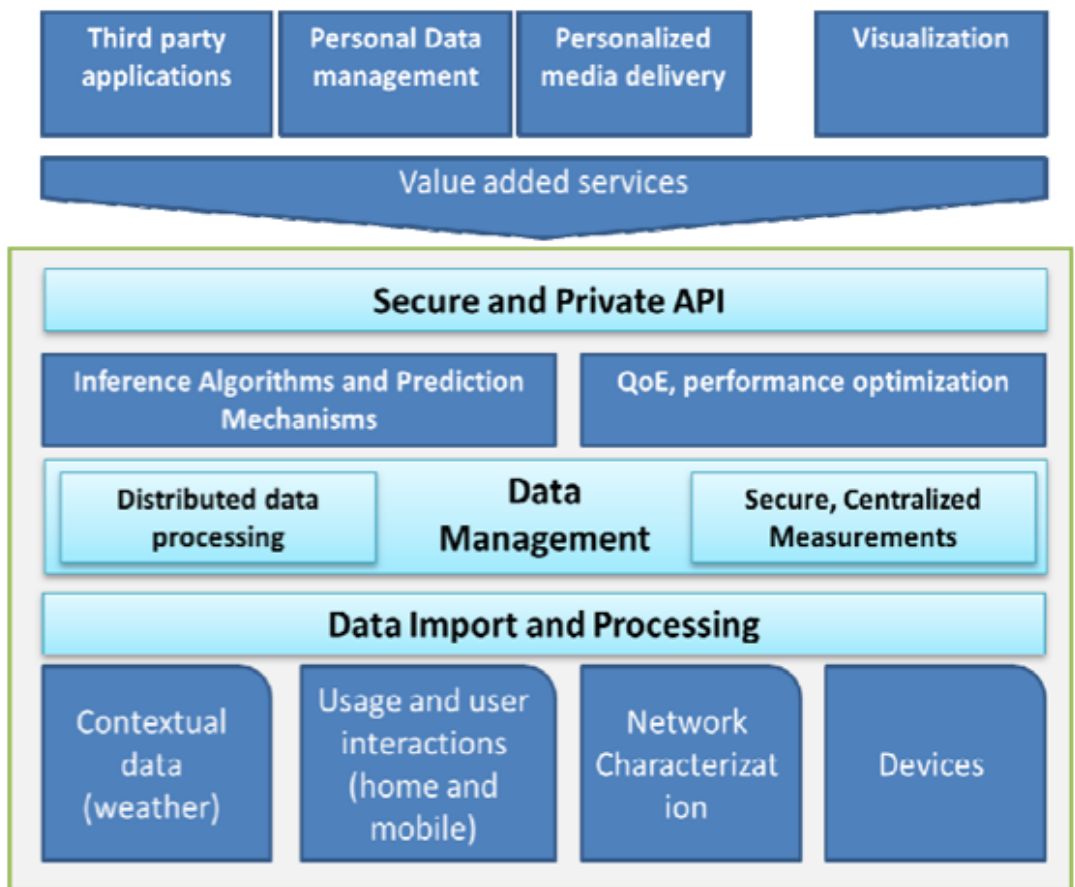 Third party
applications
Personal Data
management
Personalized
media delivery
Visualization
Value added services
Secure and Private API
Inference Algorithms and Prediction
Mechanisms
QoE, performance optimization
Distributed data
processing
Data
Management
Secure, Centralized
Measurements
Data Import and Processing
Contextual
data
(weather)
Usage and user
interactions
(home and
mobile)
Network
Characterizat
ion
Devices